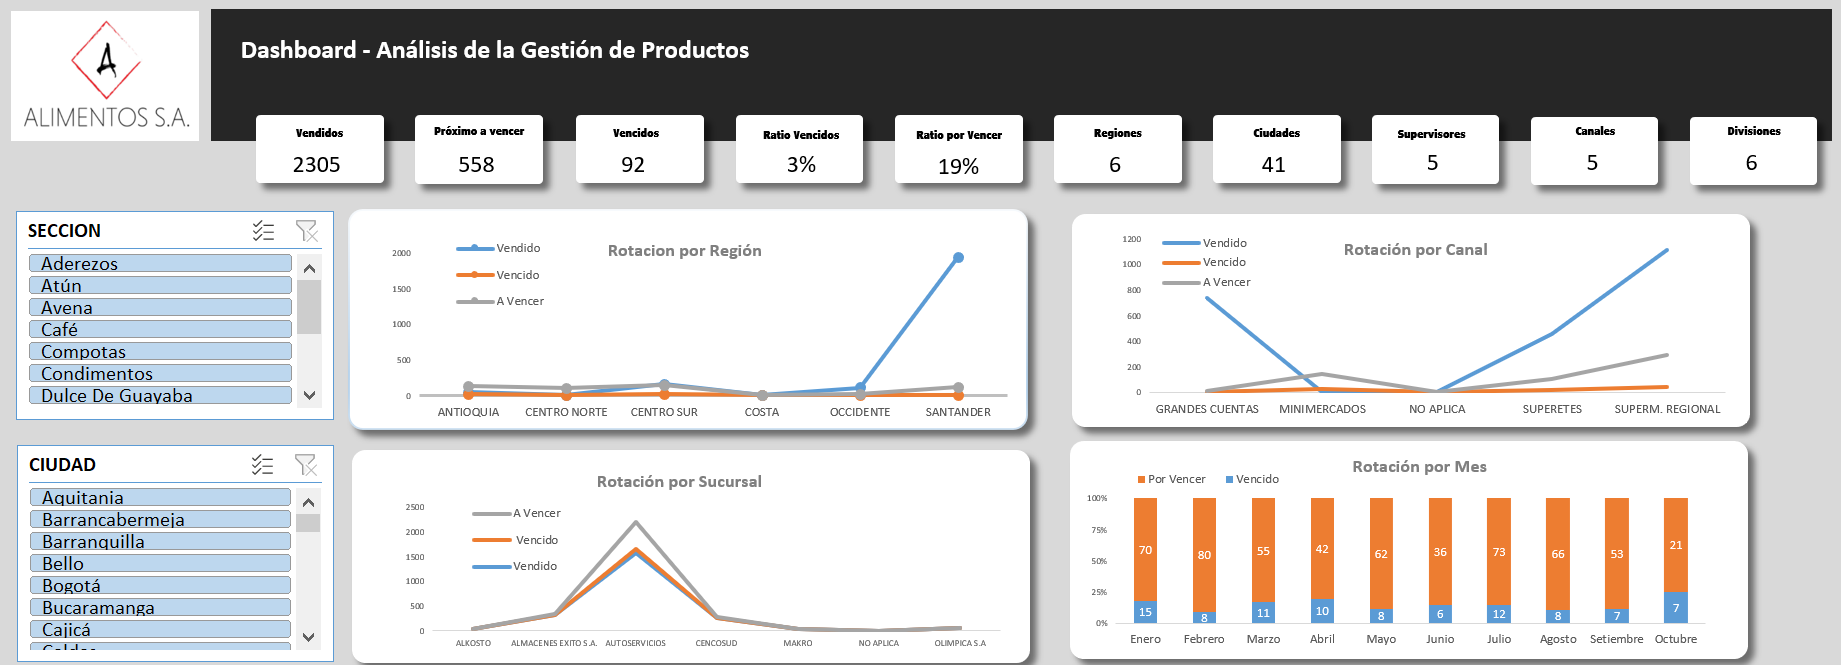 A
ALIMENTOS S.A.
Dashboard - Análisis de la Gestión de Productos
Vendidos
2305
Próximo a vencer
558
Vencidos
92
Ratio Vencidos
3%
Ratio por Vencer
19%
Regiones
6
Ciudades
41
Supervisores
5
Canales
5
Divisiones
6
SECCION
Aderezos
Atún
Avena
Café
Compotas
Condimentos
Dulce De Guayaba
CIUDAD
Aquitania
Barrancabermeja
Barranquilla
Bello
Bogotá
Bucaramanga
Cajicá
Rotacion por Región
Vendido
Vencido
A Vencer
2000
1500
1000
500
0
ANTIOQUIA CENTRO NORTE CENTRO SUR COSTA OCCIDENTE SANTANDER
Rotación por Canal
Vendido
Vencido
A Vencer
1200
1000
800
600
400
200
0
GRANDES CUENTAS MINIMERCADOS NO APLICA SUPERETES SUPERM. REGIONAL
Rotación por Sucursal
A Vencer
Vencido
Vendido
2500
2000
1500
1000
500
0
ALKOSTO ALMACENES EXITO S.A. AUTOSERVICIOS CENCOSUD MAKRO NO APLICA OLIMPICA S.A
Rotación por Mes
Por Vencer Vencido
100%
75%
50%
25%
0%
70 80 55 42 62 36 73 66 53 21
15 8 11 10 8 6 12 8 7 7
Enero Febrero Marzo Abril Mayo Junio Julio Agosto Setiembre Octubre